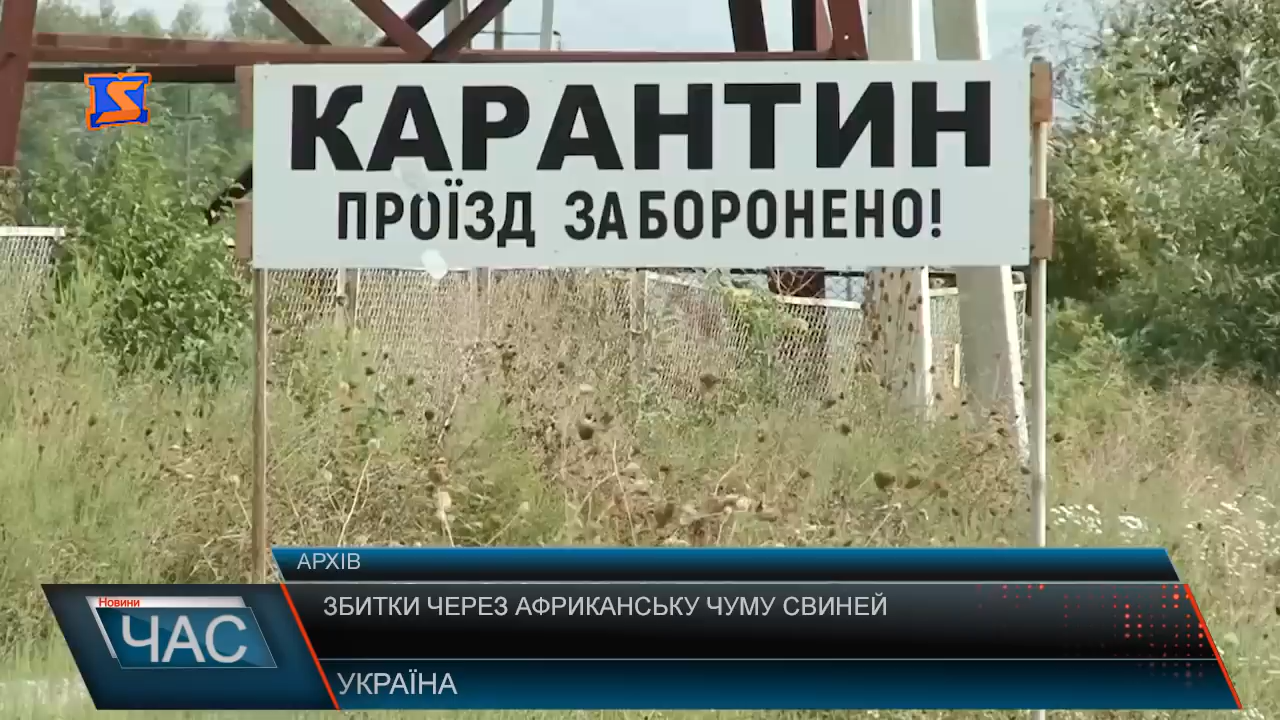 КАРАНТИН
ПРОЇЗД ЗАБОРОНЕНО!
АРХІВ
Новини
ЧАС
ЗБИТКИ ЧЕРЕЗ АФРИКАНСЬКУ ЧУМУ СВИНЕЙ
УКРАЇНА